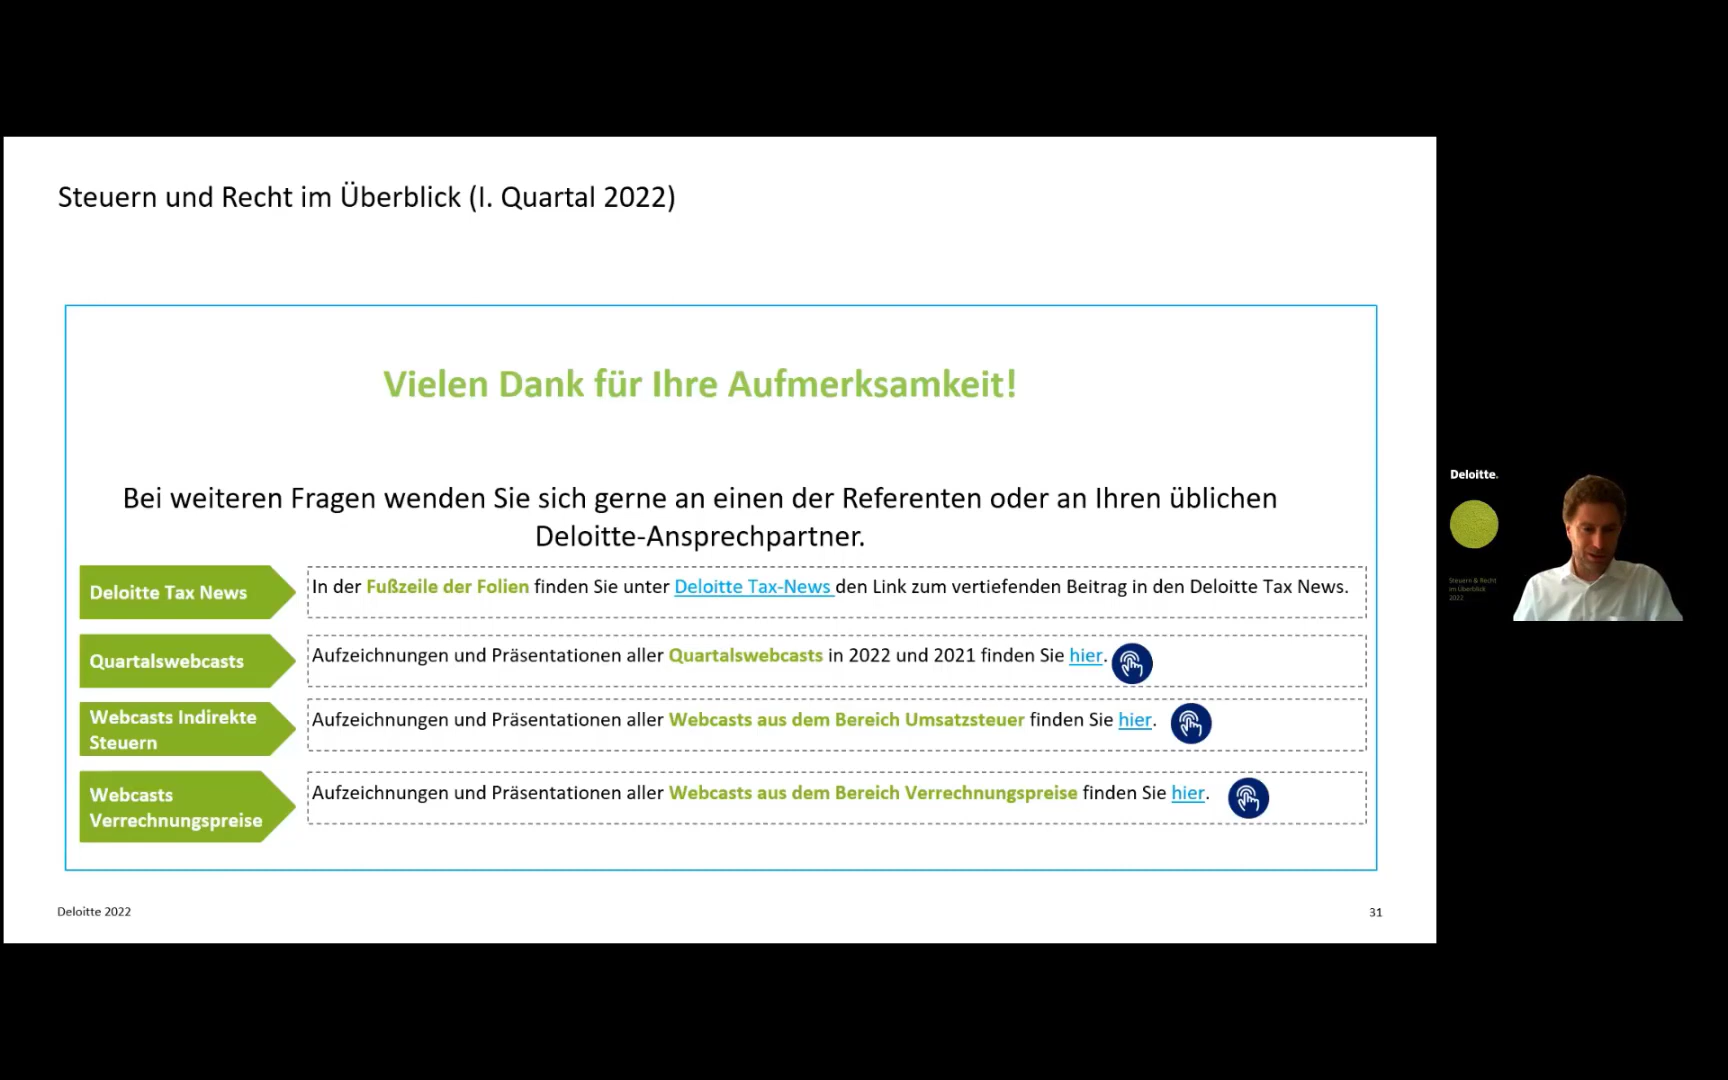 Steuern und Recht im Überblick (I. Quartal 2022)
Vielen Dank für Ihre Aufmerksamkeit!
Bei weiteren Fragen wenden Sie sich gerne an einen der Referenten oder an Ihren üblichen
Deloitte-Ansprechpartner.
Deloitte Tax News
In der Fußzeile der Folien finden Sie unter Deloitte Tax-News den Link zum vertiefenden Beitrag in den Deloitte Tax News.
Quartalswebcasts
Aufzeichnungen und Präsentationen aller Quartalswebcasts in 2022 und 2021 finden Sie hier.
Webcasts Indirekte
Steuern
Aufzeichnungen und Präsentationen aller Webcasts aus dem Bereich Umsatzsteuer finden Sie hier.
Webcasts
Verrechnungspreise
Aufzeichnungen und Präsentationen aller Webcasts aus dem Bereich Verrechnungspreise finden Sie hier.
Deloitte 2022
31
Deloitte.
Steuern & Recht
im Überblick
2022